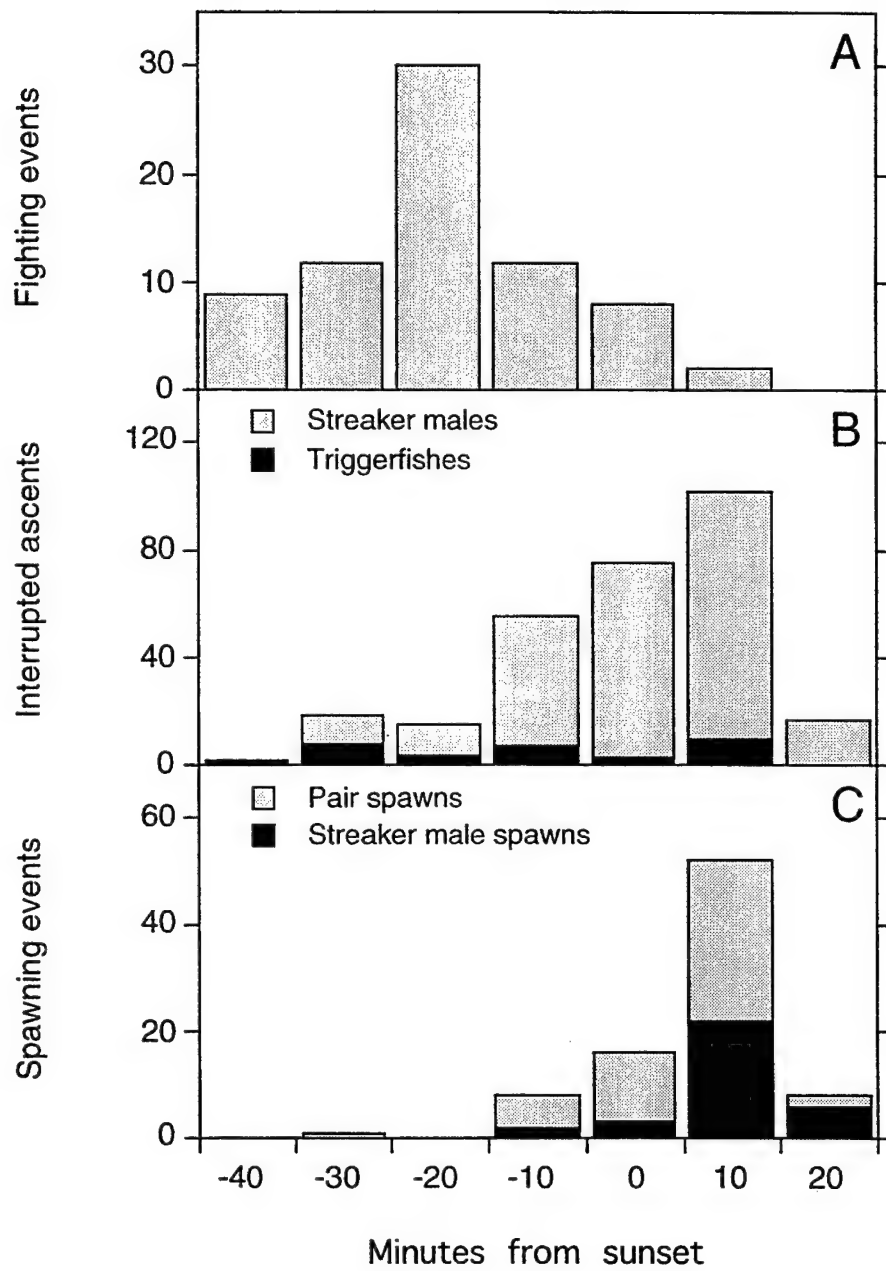 A
Fighting events
30
20
10
0
B
Streaker males
Triggerfishes
Interrupted ascents
120
80
40
0
C
Pair spawns
Streaker male spawns
Spawning events
60
40
20
0
-40 -30 -20 -10 0 10 20
Minutes from sunset